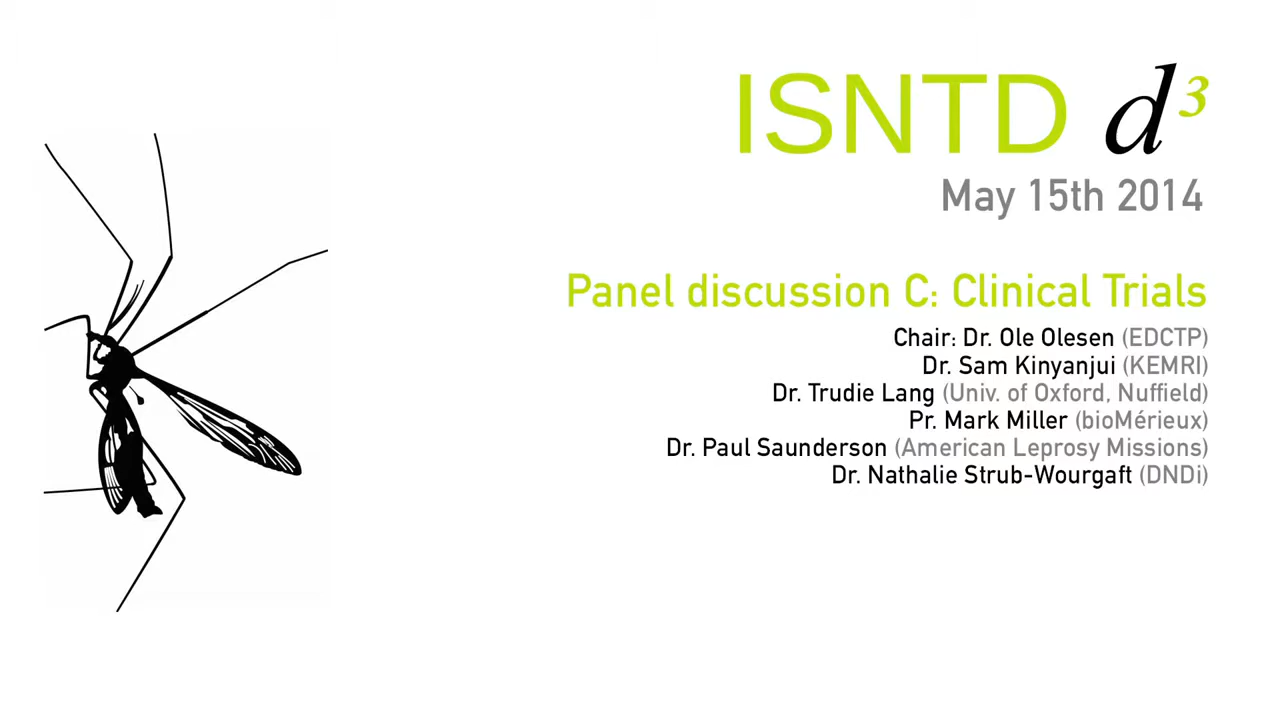 ISNTD d³
May 15th 2014
Panel discussion C: Clinical Trials
Chair: Dr. Ole Olesen (EDCTP)
Dr. Sam Kinyanjui (KEMRI)
Dr. Trudie Lang (Univ. of Oxford, Nuffield)
Pr. Mark Miller (bioMérieux)
Dr. Paul Saunderson (American Leprosy Missions)
Dr. Nathalie Strub-Wourgaft (DNDi)